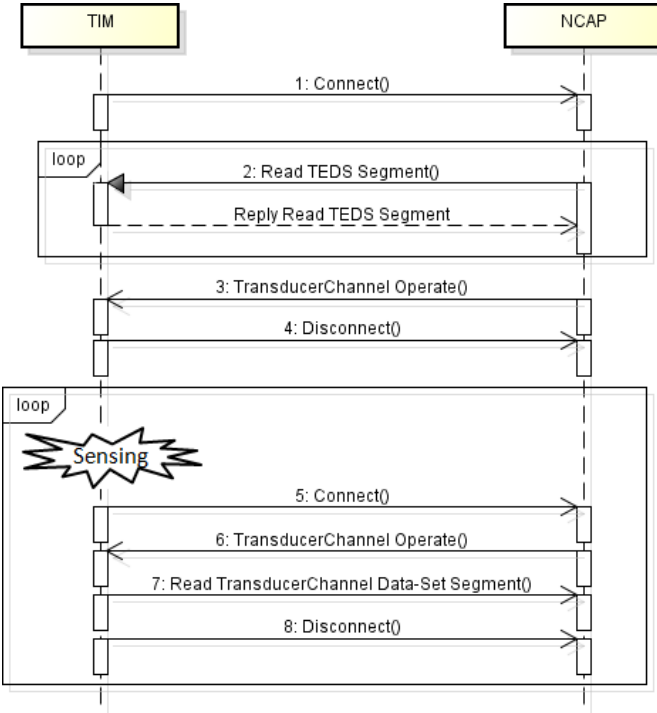 TIM
NCAP
1: Connect()
loop
2: Read TEDS Segment()
Reply Read TEDS Segment
3: TransducerChannel Operate()
4: Disconnect()
loop
Sensing
5: Connect()
6: TransducerChannel Operate()
7: Read TransducerChannel Data-Set Segment()
8: Disconnect()